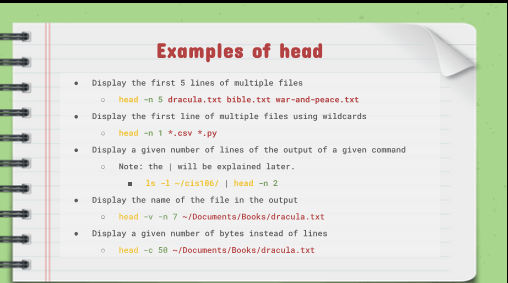 Examples of head
● Display the first 5 lines of multiple files
○ head -n 5 dracula.txt bible.txt war-and-peace.txt
● Display the first line of multiple files using wildcards
○ head -n 1 *.csv *.py
● Display a given number of lines of the output of a given command
○ Note: the | will be explained later.
■ ls -l ~/cis106/ | head -n 2
● Display the name of the file in the output
○ head -v -n 7 ~/Documents/Books/dracula.txt
● Display a given number of bytes instead of lines
○ head -c 50 ~/Documents/Books/dracula.txt